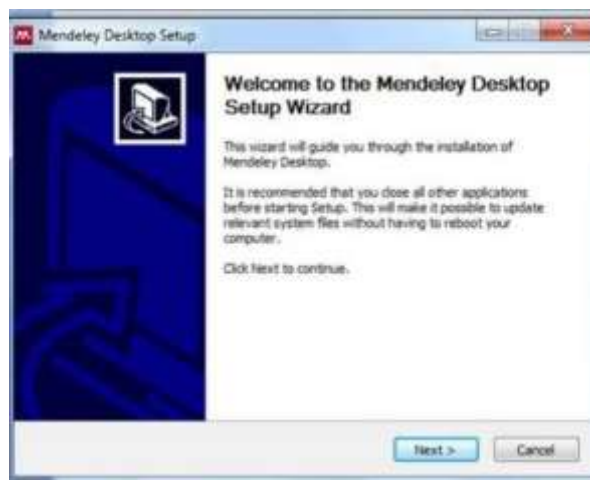 Mendeley Desktop Setup
Welcome to the Mendeley Desktop
Setup Wizard
This wizard will guide you through the installation of
Mendeley Desktop.
It is recommended that you close all other applications
before starting Setup. This will make it possible to update
relevant system files without having to reboot your
computer.
Click Next to continue.
Next >
Cancel